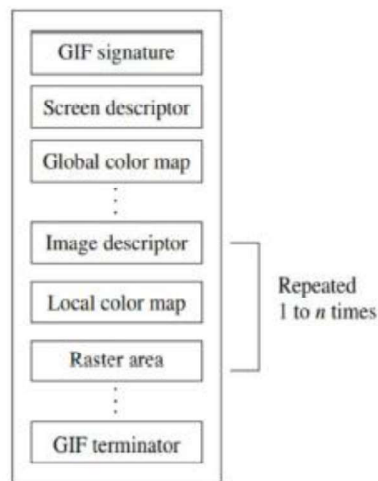 GIF signature
Screen descriptor
Global color map
Image descriptor
Local color map
Raster area
GIF terminator
Repeated
1 to n times